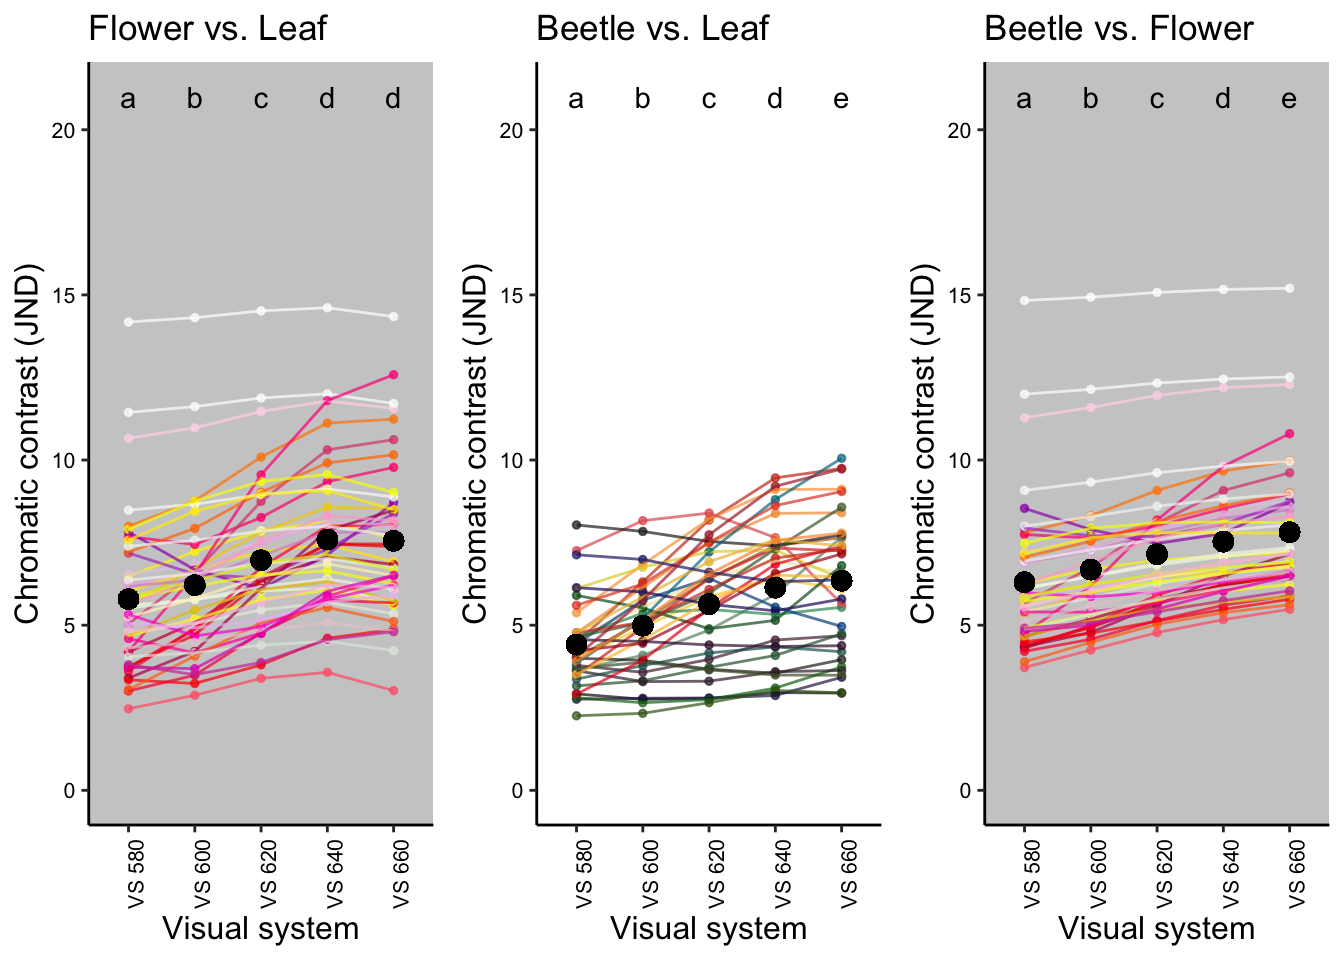 Flower vs. Leaf
a b c d d
20
15
10
5
0
Chromatic contrast (JND)
vs 580
vs 600
vs 620
vs 640
vs 660
Visual system
Beetle vs. Leaf
a b c d e
20
15
10
5
0
Chromatic contrast (JND)
vs 580
vs 600
vs 620
vs 640
vs 660
Visual system
Beetle vs. Flower
a b c d e
20
15
10
5
0
Chromatic contrast (JND)
vs 580
vs 600
vs 620
vs 640
vs 660
Visual system